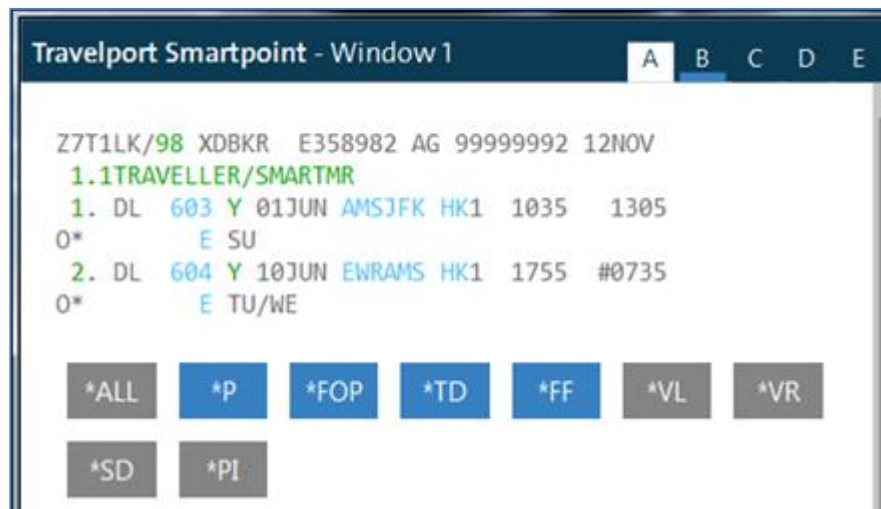 Travelport Smartpoint - Window 1 A B C D E
Z7T1LK/98 XDBKR E358982 AG 99999992 12NOV
1.1TRAVELLER/SMARTMR
1. DL 603 Y 01JUN AMSJFK HK1 1035 1305
O* E SU
2. DL 604 Y 10JUN EWRAMS HK1 1755 #0735
O* E TU/WE
*ALL *P *FOP *TD *FF *VL *VR
*SD *PI